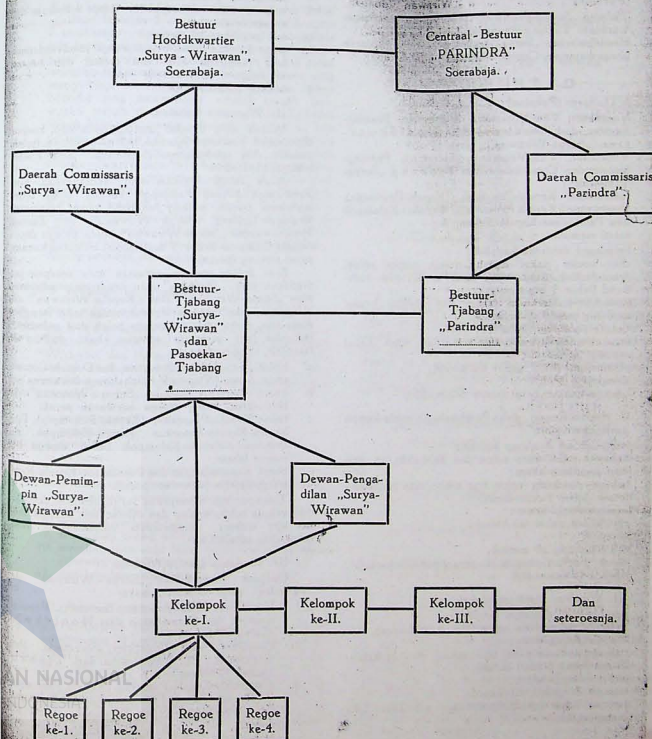 Bestuur
Hoofdkwartier
„Surya - Wirawan",
Soerabaja.
Centraal - Bestuur
„PARINDRA"
Soerabaja.
Daerah Commissaris
„Surya - Wirawan".
Daerah Commissaris
„Parindra".
Bestuur-
Tjabang
„Surya-
Wirawan"
dan
Pasoekan-
Tjabang
Bestuur-
Tjabang
„Parindra"
Dewan-Pemim-
pin „Surya-
Wirawan".
Dewan-Penga-
dilan „Surya-
Wirawan"
Kelompok
ke-I.
Kelompok
ke-II.
Kelompok
ke-III.
Dan
seteroesnja.
Regoe
ke-1.
Regoe
ke-2.
Regoe
ke-3.
Regoe
ke-4.
AN NASIONAL
INDONESIA